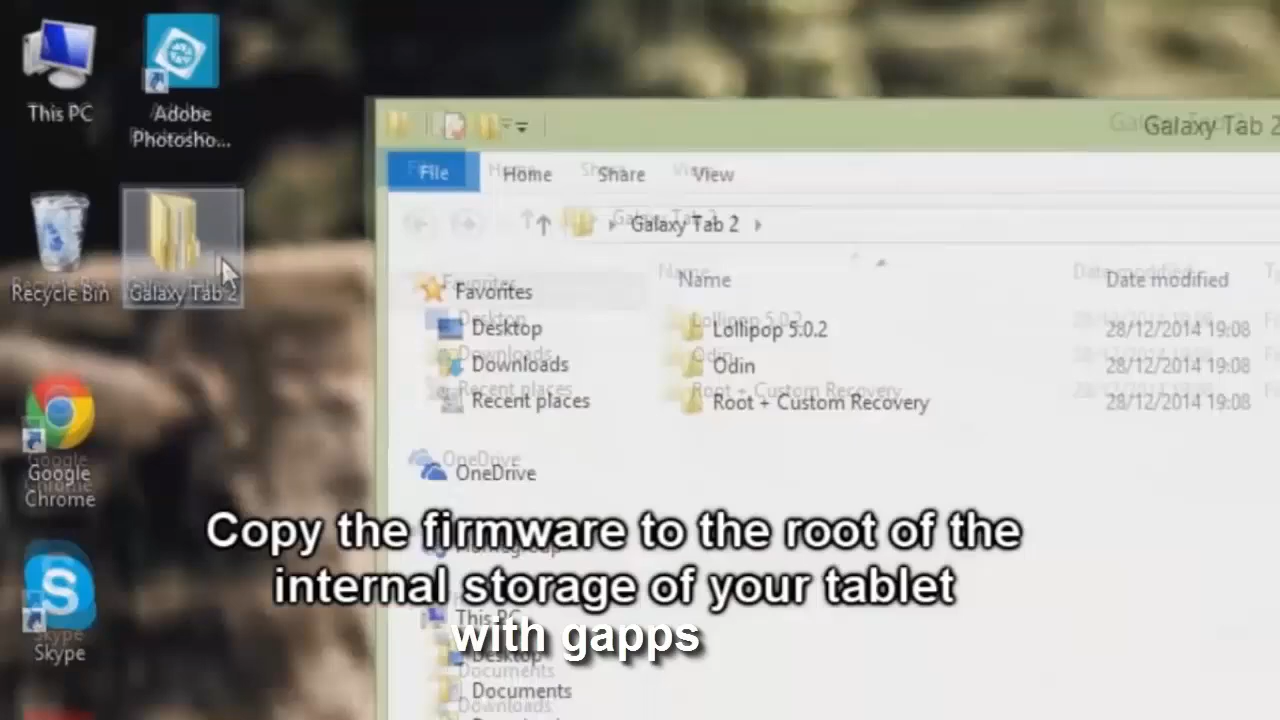 This PC
Adobe
Photosho...
Recycle Bin
Galaxy Tab 2
Google
Chrome
Skype
Galaxy Tab 2
File
Home
Share
View
Galaxy Tab 2
Favorites
Desktop
Downloads
Recent places
OneDrive
Homegroup
This PC
Desktop
Documents
Name
Date modified
Lollipop 5.0.2
28/12/2014 19:08
Odin
28/12/2014 19:08
Root + Custom Recovery
28/12/2014 19:08
Copy the firmware to the root of the
internal storage of your tablet
with gapps